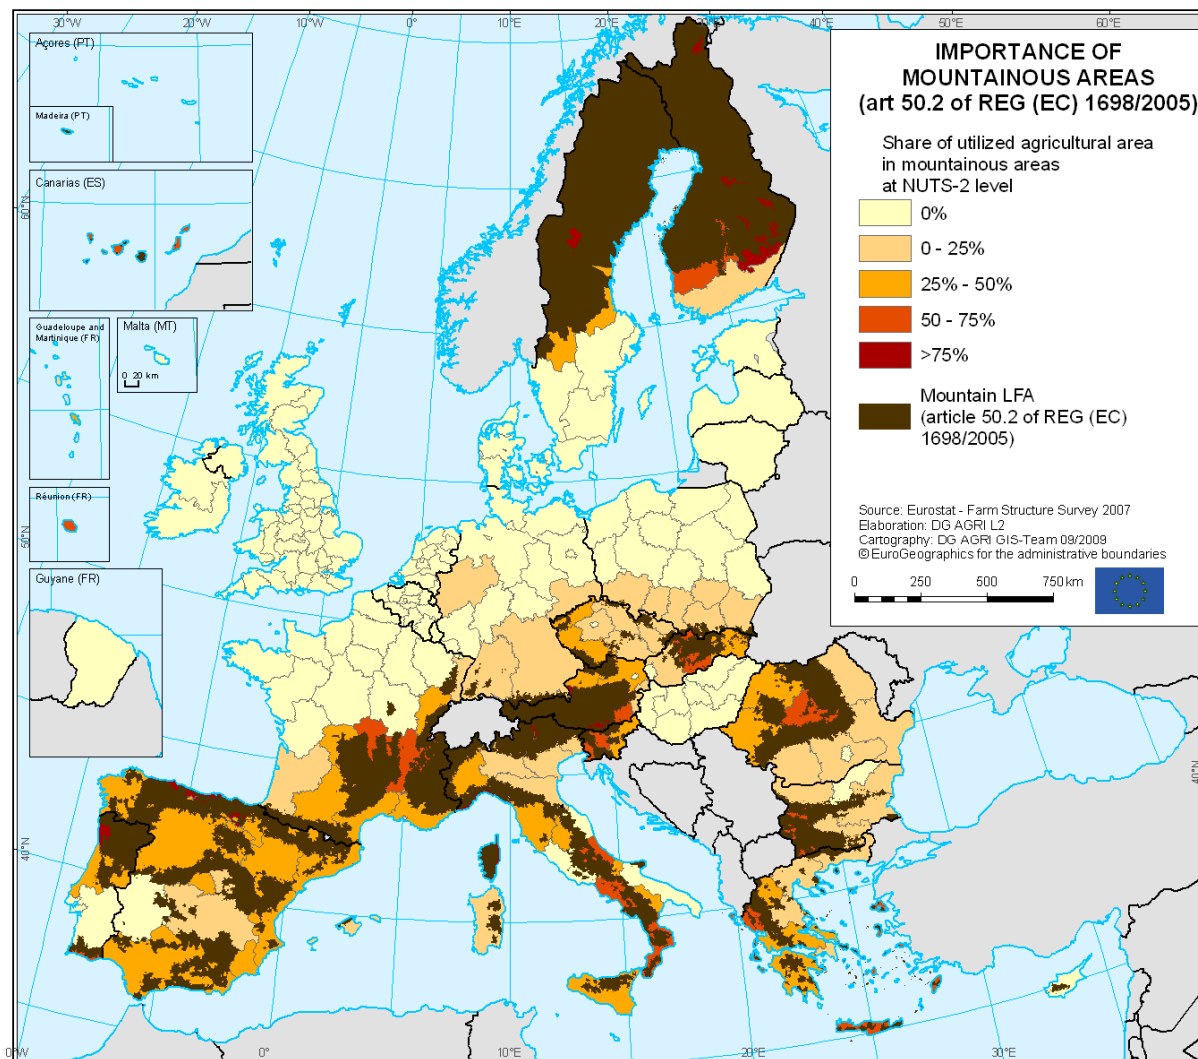 30°W
20°W
10°W
0°
10°E
20°E
30°E
40°E
50°E
60°E
Açores (PT)
Madeira (PT)
Canarias (ES)
Guadeloupe and
Martinique (FR)
Malta (MT)
0 20 km
Réunion (FR)
Guyane (FR)
60°N
50°N
40°N
IMPORTANCE OF
MOUNTAINOUS AREAS
(art 50.2 of REG (EC) 1698/2005)
Share of utilized agricultural area
in mountainous areas
at NUTS-2 level
0%
0 - 25%
25% - 50%
50 - 75%
>75%
Mountain LFA
(article 50.2 of REG (EC)
1698/2005)
Source: Eurostat - Farm Structure Survey 2007
Elaboration: DG AGRI L2
Cartography: DG AGRI GIS-Team 09/2009
© EuroGeographics for the administrative boundaries
0 250 500 750 km
40°N
0°
10°E
20°E
30°E